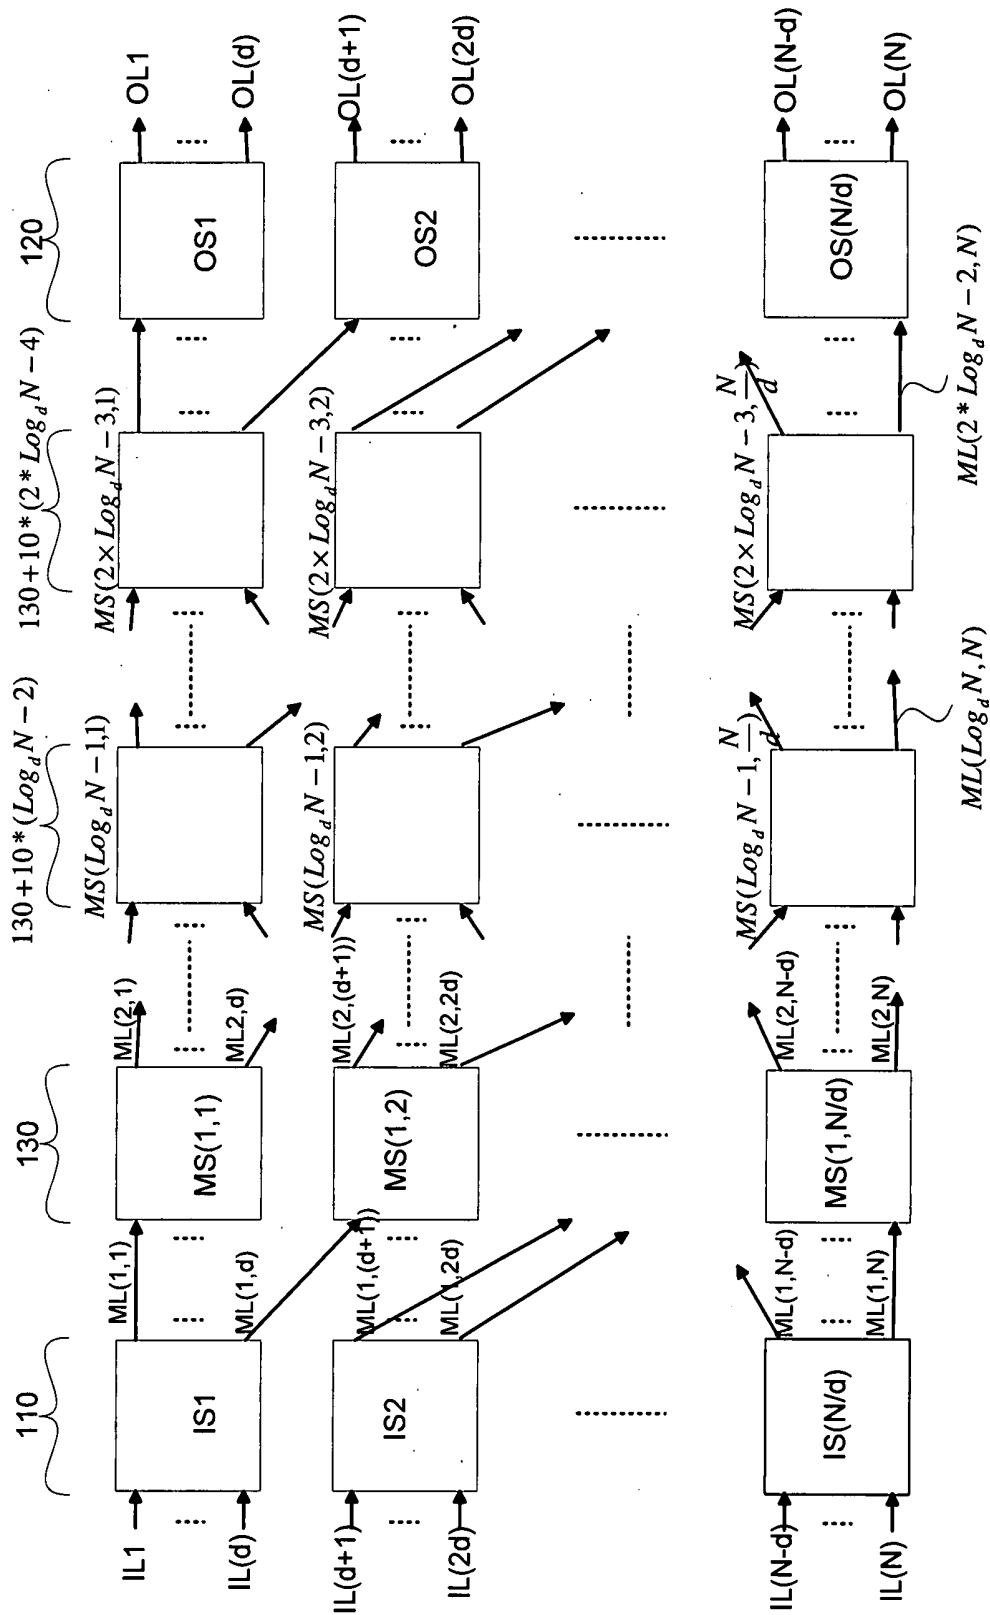 110
130
130+10*(Log_d N−2)
130+10*(2*Log_d N−4)
120
IL1
IL(d)
IS1
ML(1,1)
ML(1,d)
MS(1,1)
ML(2,1)
ML2,d)
MS(Log_d N−1,1)
MS(2×Log_d N−3,1)
OS1
OL1
OL(d)
IL(d+1)
IL(2d)
IS2
ML(1,(d+1))
ML(1,2d)
MS(1,2)
ML(2,(d+1))
ML(2,2d)
MS(Log_d N−1,2)
MS(2×Log_d N−3,2)
OS2
OL(d+1)
OL(2d)
IL(N-d)
IL(N)
IS(N/d)
ML(1,N-d)
ML(1,N)
MS(1,N/d)
ML(2,N-d)
ML(2,N)
MS(Log_d N−1, N/d)
ML(Log_d N, N)
MS(2×Log_d N−3, N/d)
ML(2*Log_d N−2, N)
OS(N/d)
OL(N-d)
OL(N)